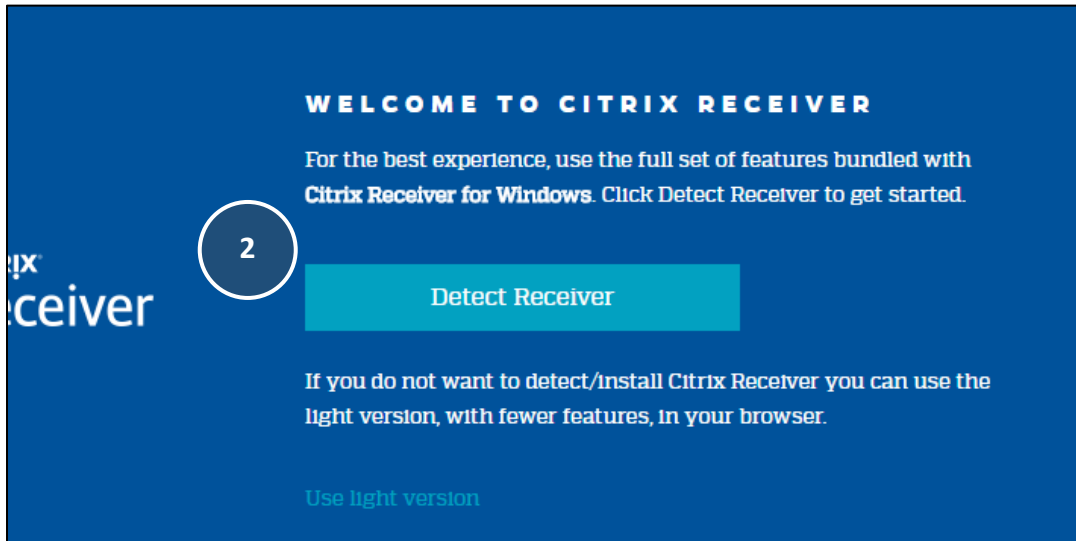 WELCOME TO CITRIX RECEIVER
For the best experience, use the full set of features bundled with
Citrix Receiver for Windows. Click Detect Receiver to get started.
2
Detect Receiver
If you do not want to detect/install Citrix Receiver you can use the
light version, with fewer features, in your browser.
Use light version